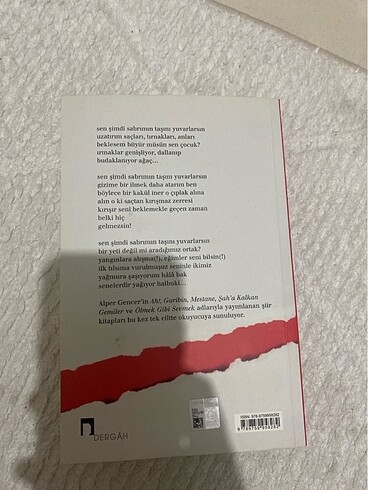 sen şimdi sabrımın taşını yuvarlarsın
uzatırım saçları, tırnakları, anları
beklesem büyür müsün sen çocuk?
ırmaklar genişliyor, dallanıp
budaklanıyor ağaç...
sen şimdi sabrımın taşını yuvarlarsın
gizime bir ilmek daha atarım ben
böylece bir kakül iner o çıplak alına
alın o ki saçtan kırışmaz zerresi
kırışır seni beklemekle geçen zaman
belki hiç
gelmezsin!
sen şimdi sabrımın taşını yuvarlarsın
bir yeti değil mi aradığımız ortak?
yangınlara alışma(!), eğimler seni bilsin(!)
ilk tılsıma vurulmuşuz seninle ikimiz
yağmura şaşıyorsun hâlâ bak
senelerdir yağıyor halbuki...
Alper Gencer'in Ah!, Garibin, Mestane, Şah'a Kalkan
Gemiler ve Ölmek Gibi Sevmek adlarıyla yayımlanan şiir
kitapları bu kez tek ciltte okuyucuya sunuluyor.
DERGÂH